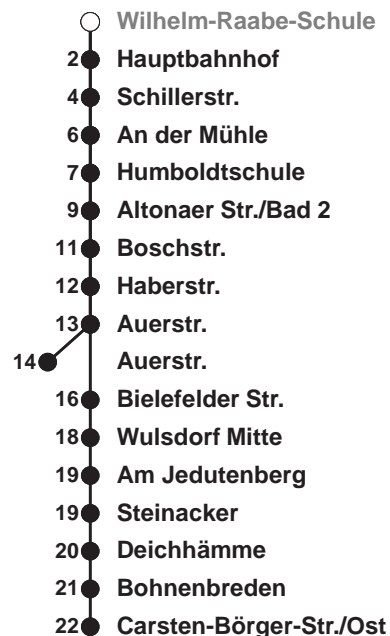 Wilhelm-Raabe-Schule
2 Hauptbahnhof
4 Schillerstr.
6 An der Mühle
7 Humboldtschule
9 Altonaer Str./Bad 2
11 Boschstr.
12 Haberstr.
13 Auerstr.
14 Auerstr.
16 Bielefelder Str.
18 Wulsdorf Mitte
19 Am Jedutenberg
19 Steinacker
20 Deichhämme
21 Bohnenbreden
22 Carsten-Börger-Str./Ost